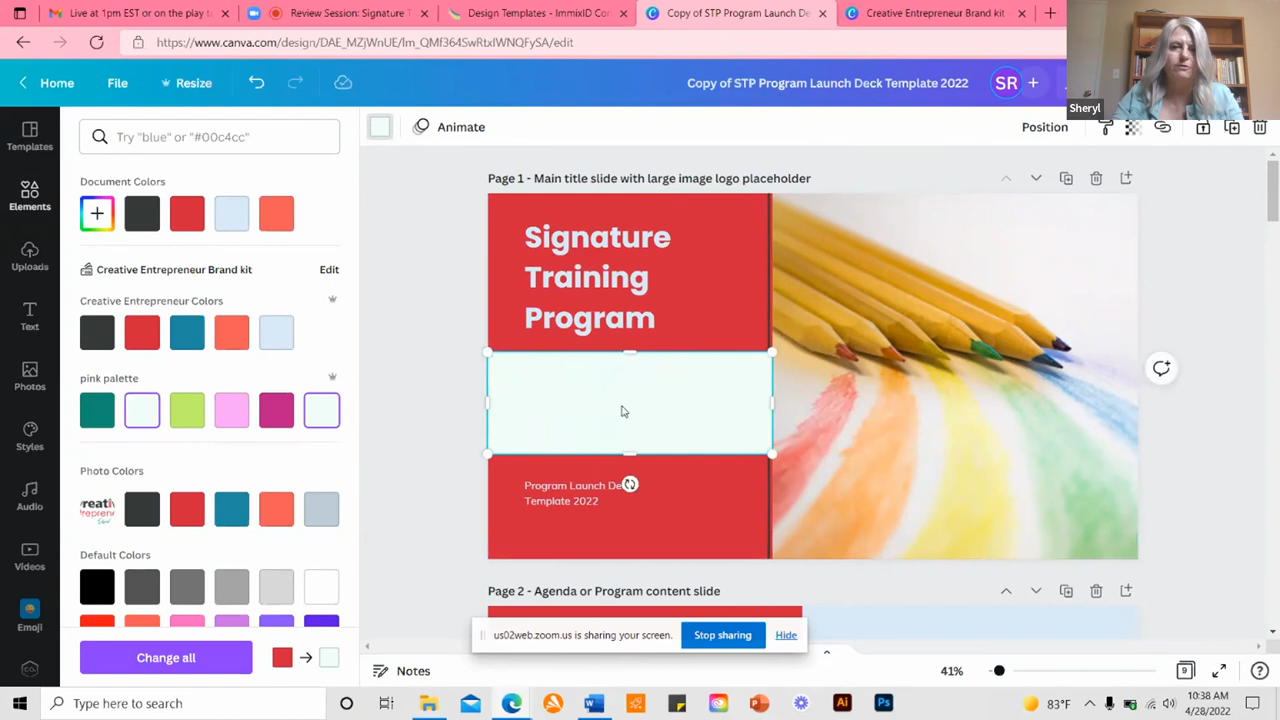 Live at 1pm EST or on the play t
Review Session: Signature T
Design Templates - ImmixID Co
Copy of STP Program Launch De
Creative Entrepreneur Brand kit
https://www.canva.com/design/DAE_MZjWnUE/lm_QMf364SwRtxIWNQFySA/edit
Home
File
Resize
Copy of STP Program Launch Deck Template 2022
SR
Sheryl
Try "blue" or "#00c4cc"
Animate
Position
Templates
Elements
Uploads
Text
Photos
Styles
Audio
Videos
Emoji
Document Colors
Creative Entrepreneur Brand kit
Edit
Creative Entrepreneur Colors
pink palette
Photo Colors
Default Colors
Change all
Page 1 - Main title slide with large image logo placeholder
Signature
Training
Program
Program Launch De
Template 2022
Page 2 - Agenda or Program content slide
us02web.zoom.us is sharing your screen.
Stop sharing
Hide
Notes
41%
9
Type here to search
Ai
Ps
83°F
10:38 AM
4/28/2022